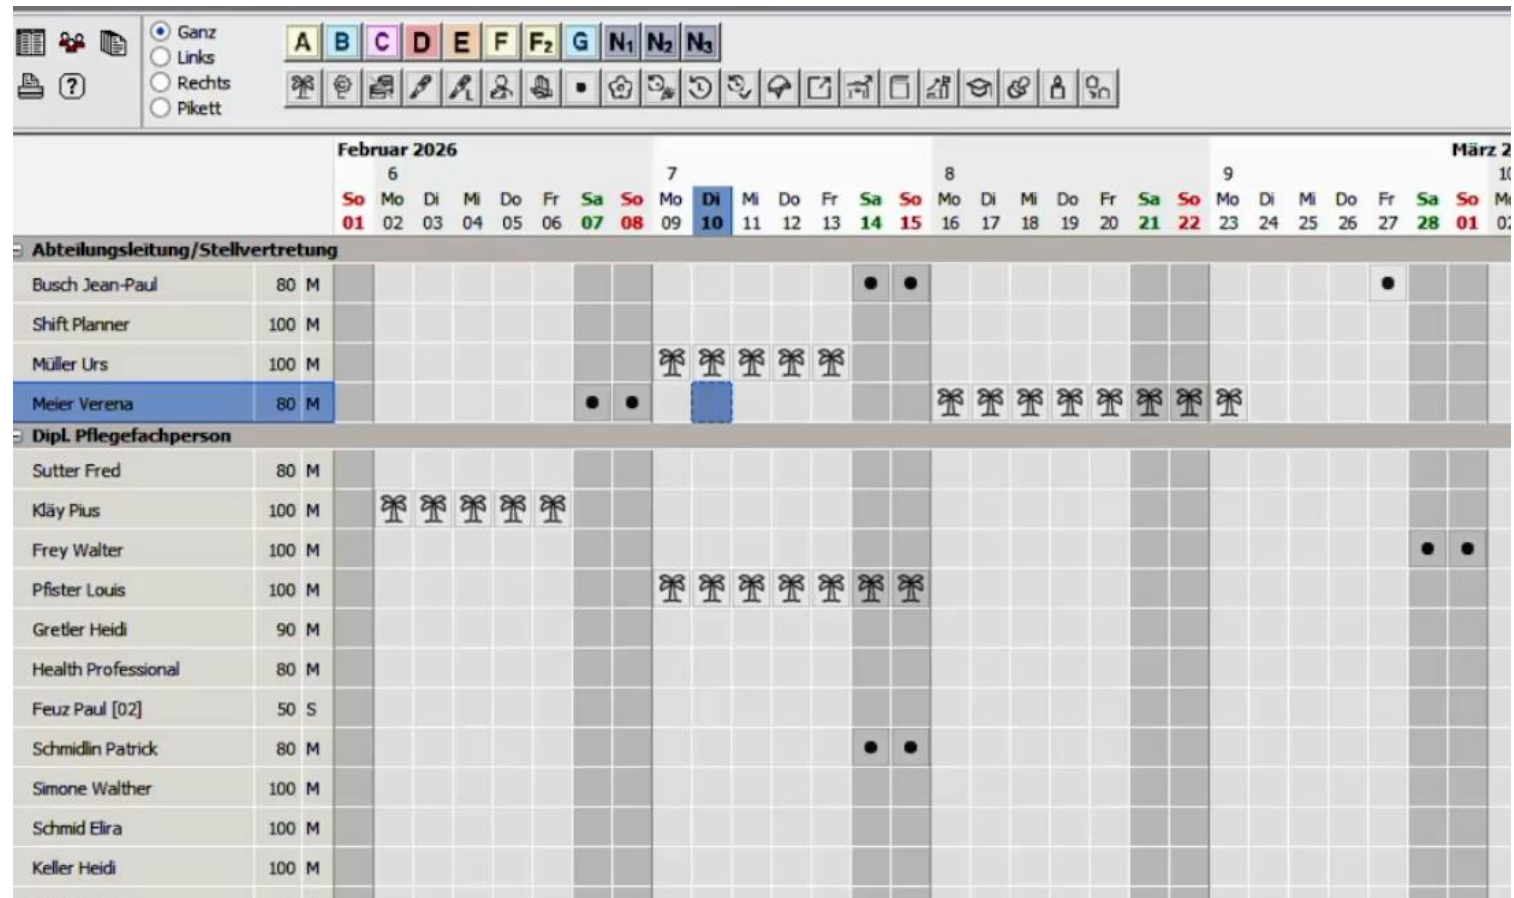 Ganz
Links
Rechts
Pikett
A B C D E F F2 G N1 N2 N3
Februar 2026 März 2
6 7 8 9 10
So Mo Di Mi Do Fr Sa So Mo Di Mi Do Fr Sa So Mo Di Mi Do Fr Sa So Mo Di Mi Do Fr Sa So
01 02 03 04 05 06 07 08 09 10 11 12 13 14 15 16 17 18 19 20 21 22 23 24 25 26 27 28 01
Abteilungsleitung/Stellvertretung
Busch Jean-Paul 80 M
Shift Planner 100 M
Müller Urs 100 M
Meier Verena 80 M
Dipl. Pflegefachperson
Sutter Fred 80 M
Kläy Pius 100 M
Frey Walter 100 M
Pfister Louis 100 M
Gretler Heidi 90 M
Health Professional 80 M
Feuz Paul [02] 50 S
Schmidlin Patrick 80 M
Simone Walther 100 M
Schmid Elira 100 M
Keller Heidi 100 M